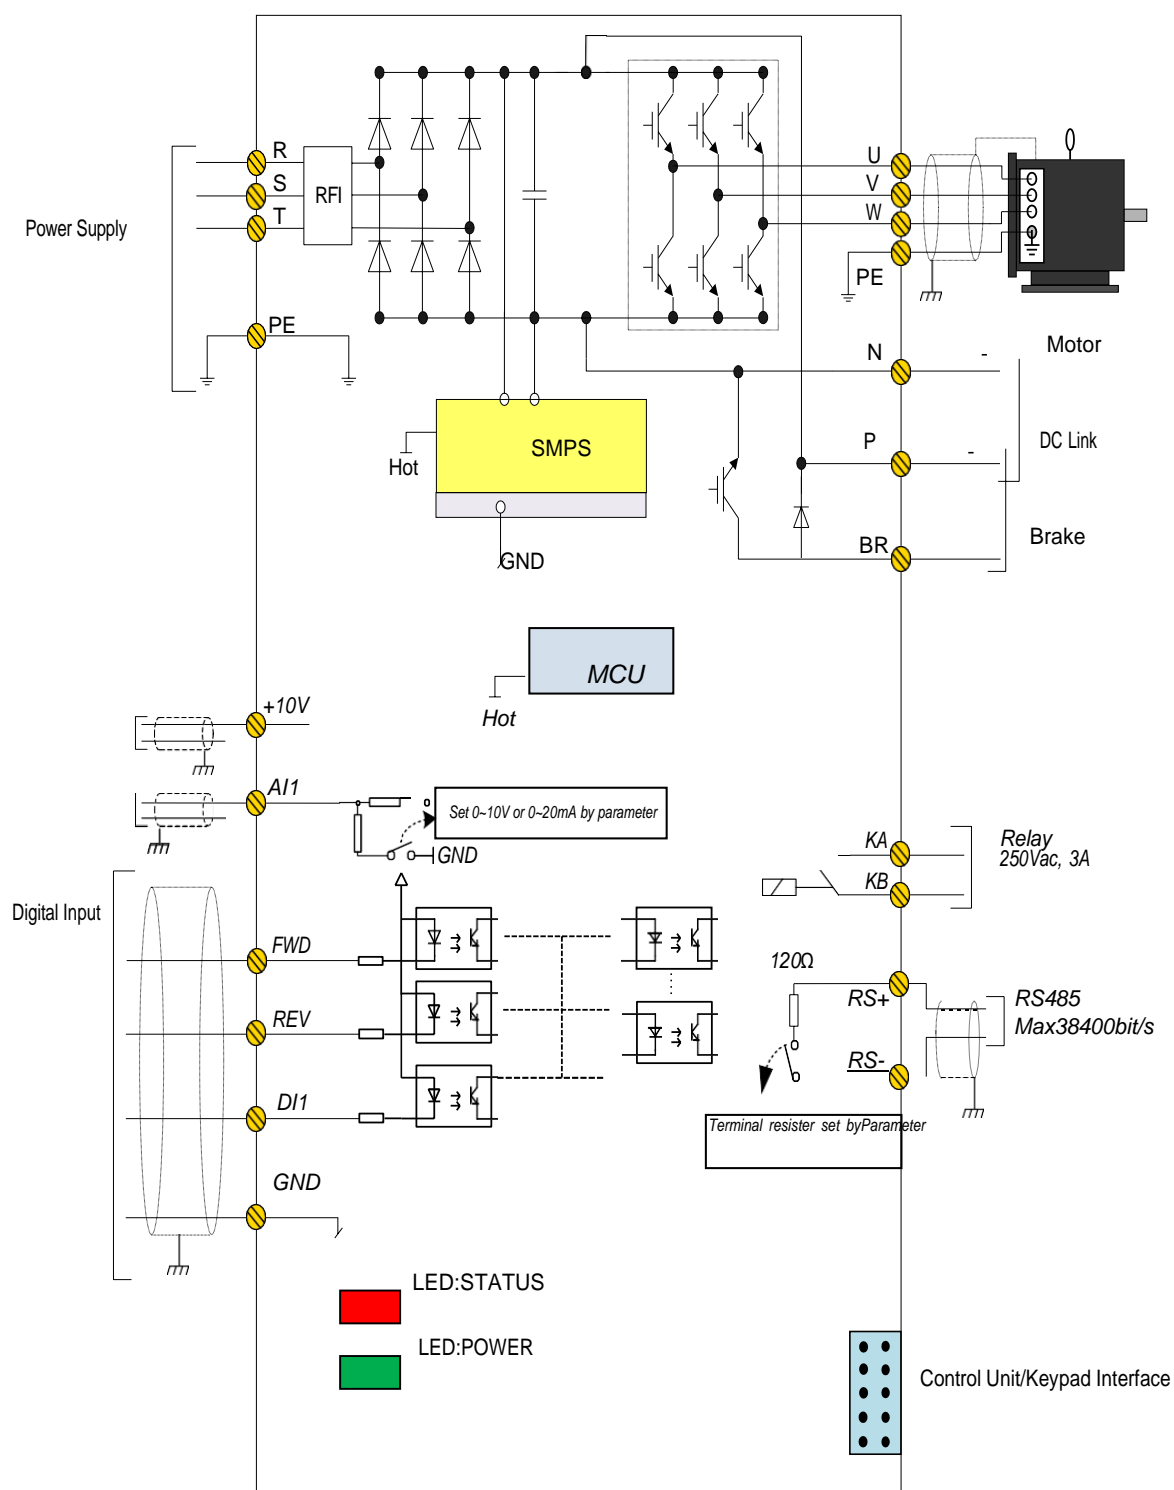 R
S
T
RFI
Power Supply
PE
U
V
W
PE
Motor
N
-
DC Link
P
-
SMPS
Hot
GND
BR
Brake
MCU
Hot
+10V
AI1
Set 0~10V or 0~20mA by parameter
GND
KA
Relay
250Vac, 3A
KB
Digital Input
FWD
120Ω
RS+
RS485
Max38400bit/s
REV
RS-
DI1
Terminal resister set byParameter
GND
LED:STATUS
LED:POWER
Control Unit/Keypad Interface